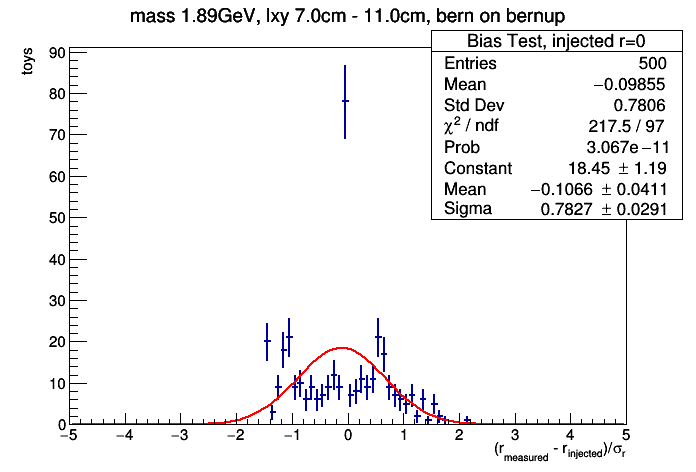 mass 1.89GeV, lxy 7.0cm - 11.0cm, bern on bernup
Bias Test, injected r=0
Entries 500
Mean −0.09855
Std Dev 0.7806
χ² / ndf 217.5 / 97
Prob 3.067e−11
Constant 18.45 ± 1.19
Mean −0.1066 ± 0.0411
Sigma 0.7827 ± 0.0291
toys
90
80
70
60
50
40
30
20
10
0
−5 −4 −3 −2 −1 0 1 2 3 4 5
(r_measured - r_injected)/σ_r